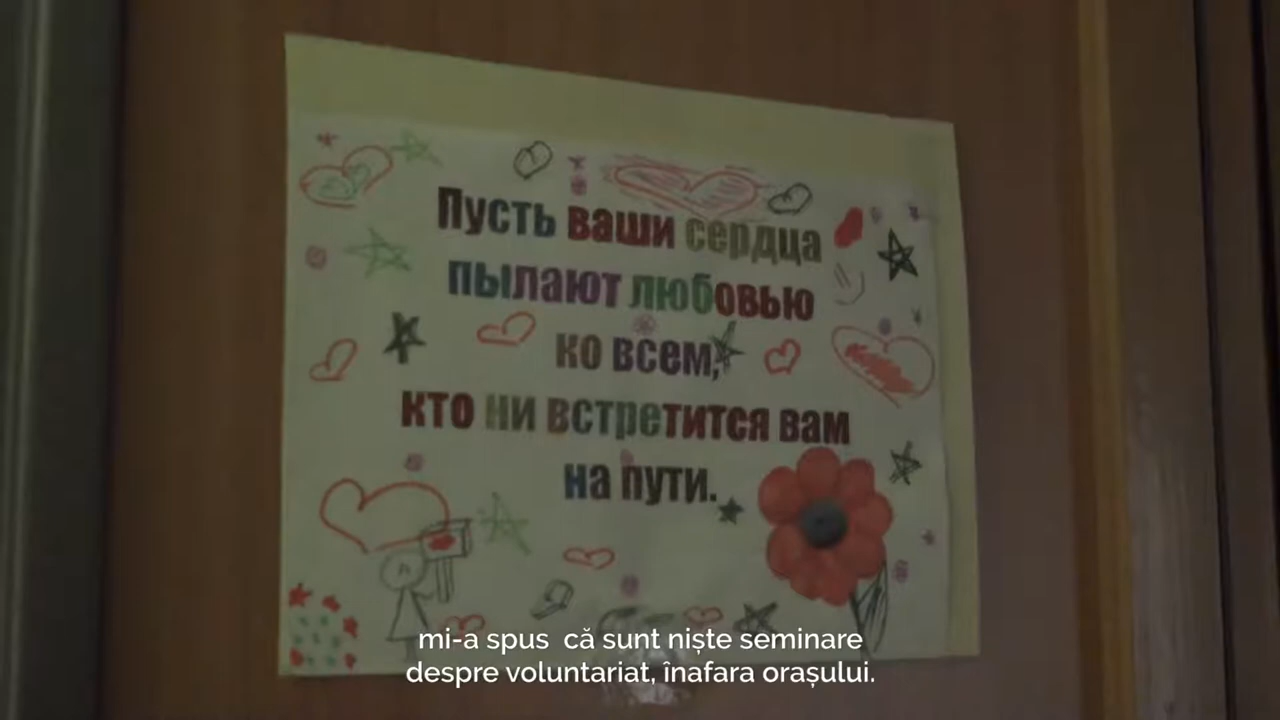 Пусть ваши сердца
пылают любовью
ко всем,
кто ни встретится вам
на пути.
mi-a spus că sunt niște seminare
despre voluntariat, înafara orașului.